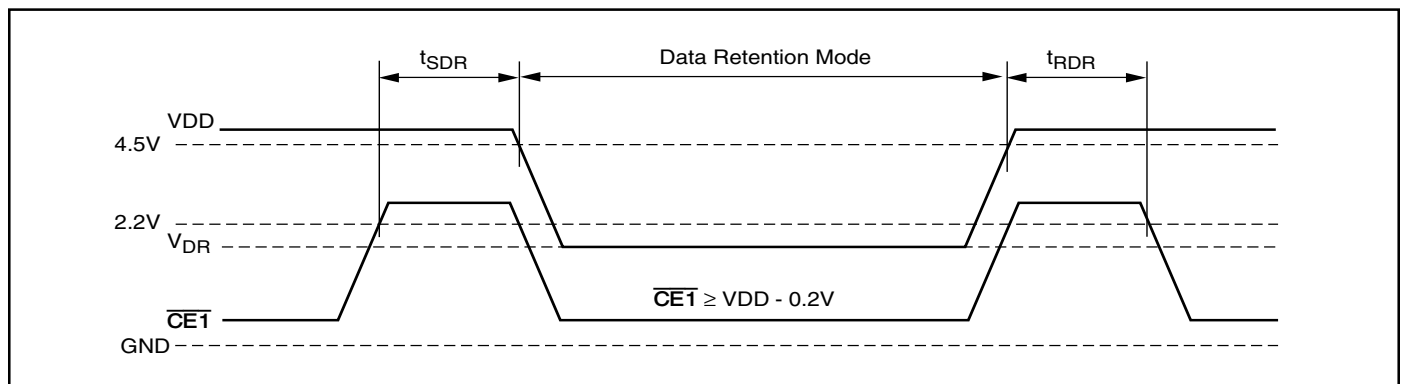 tSDR
Data Retention Mode
tRDR
VDD
4.5V
2.2V
VDR
CE1 ≥ VDD - 0.2V
CE1
GND